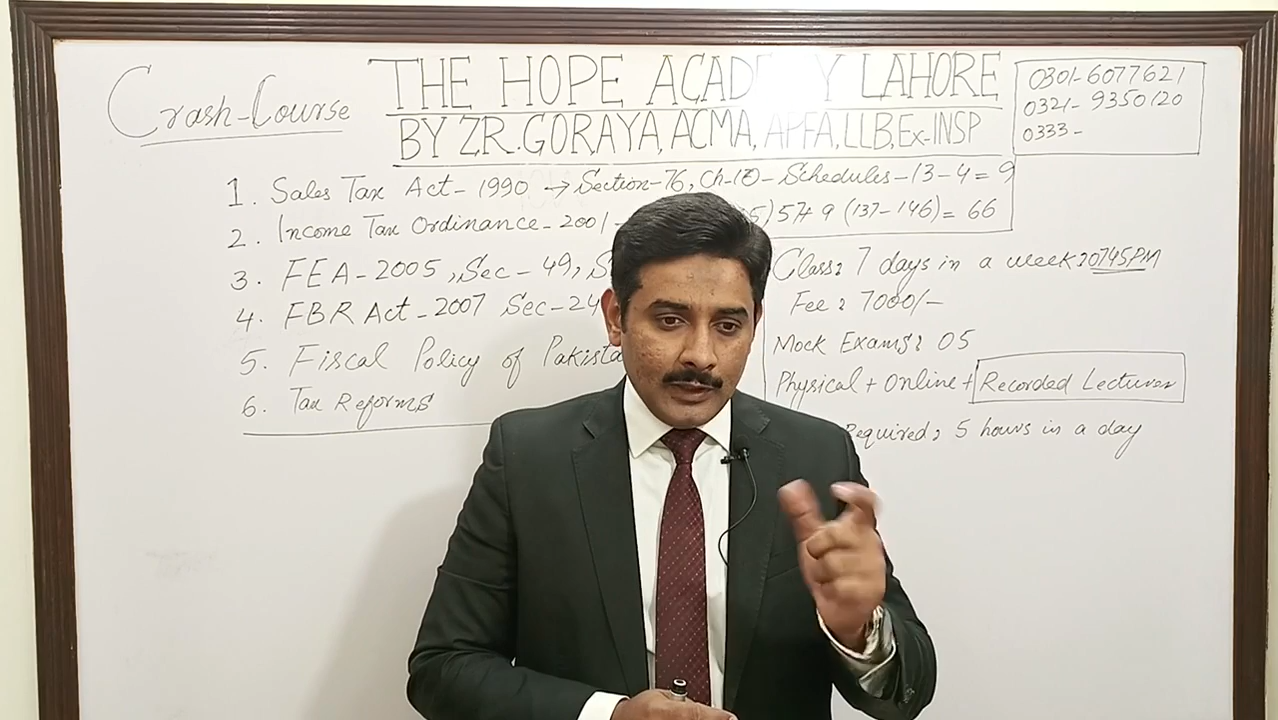 Crash-Course
THE HOPE ACAD Y LAHORE
BY ZR.GORAYA, ACMA, APFA, LLB, Ex-INSP
0301-6077621
0321-9350120
0333-
1. Sales Tax Act-1990 → Section-76, Ch-10-Schedules-13-4=9
2. Income Tax Ordinance-2001- 5) 57+9 (137-146)=66
3. FEA-2005, Sec-49, S
4. FBR Act-2007 Sec-24
5. Fiscal Policy of Pakista
6. Tax Reforms
Class: 7 days in a week: 0745PM
Fee: 7000/-
Mock Exams: 05
Physical + Online + Recorded Lectures
Required: 5 hours in a day